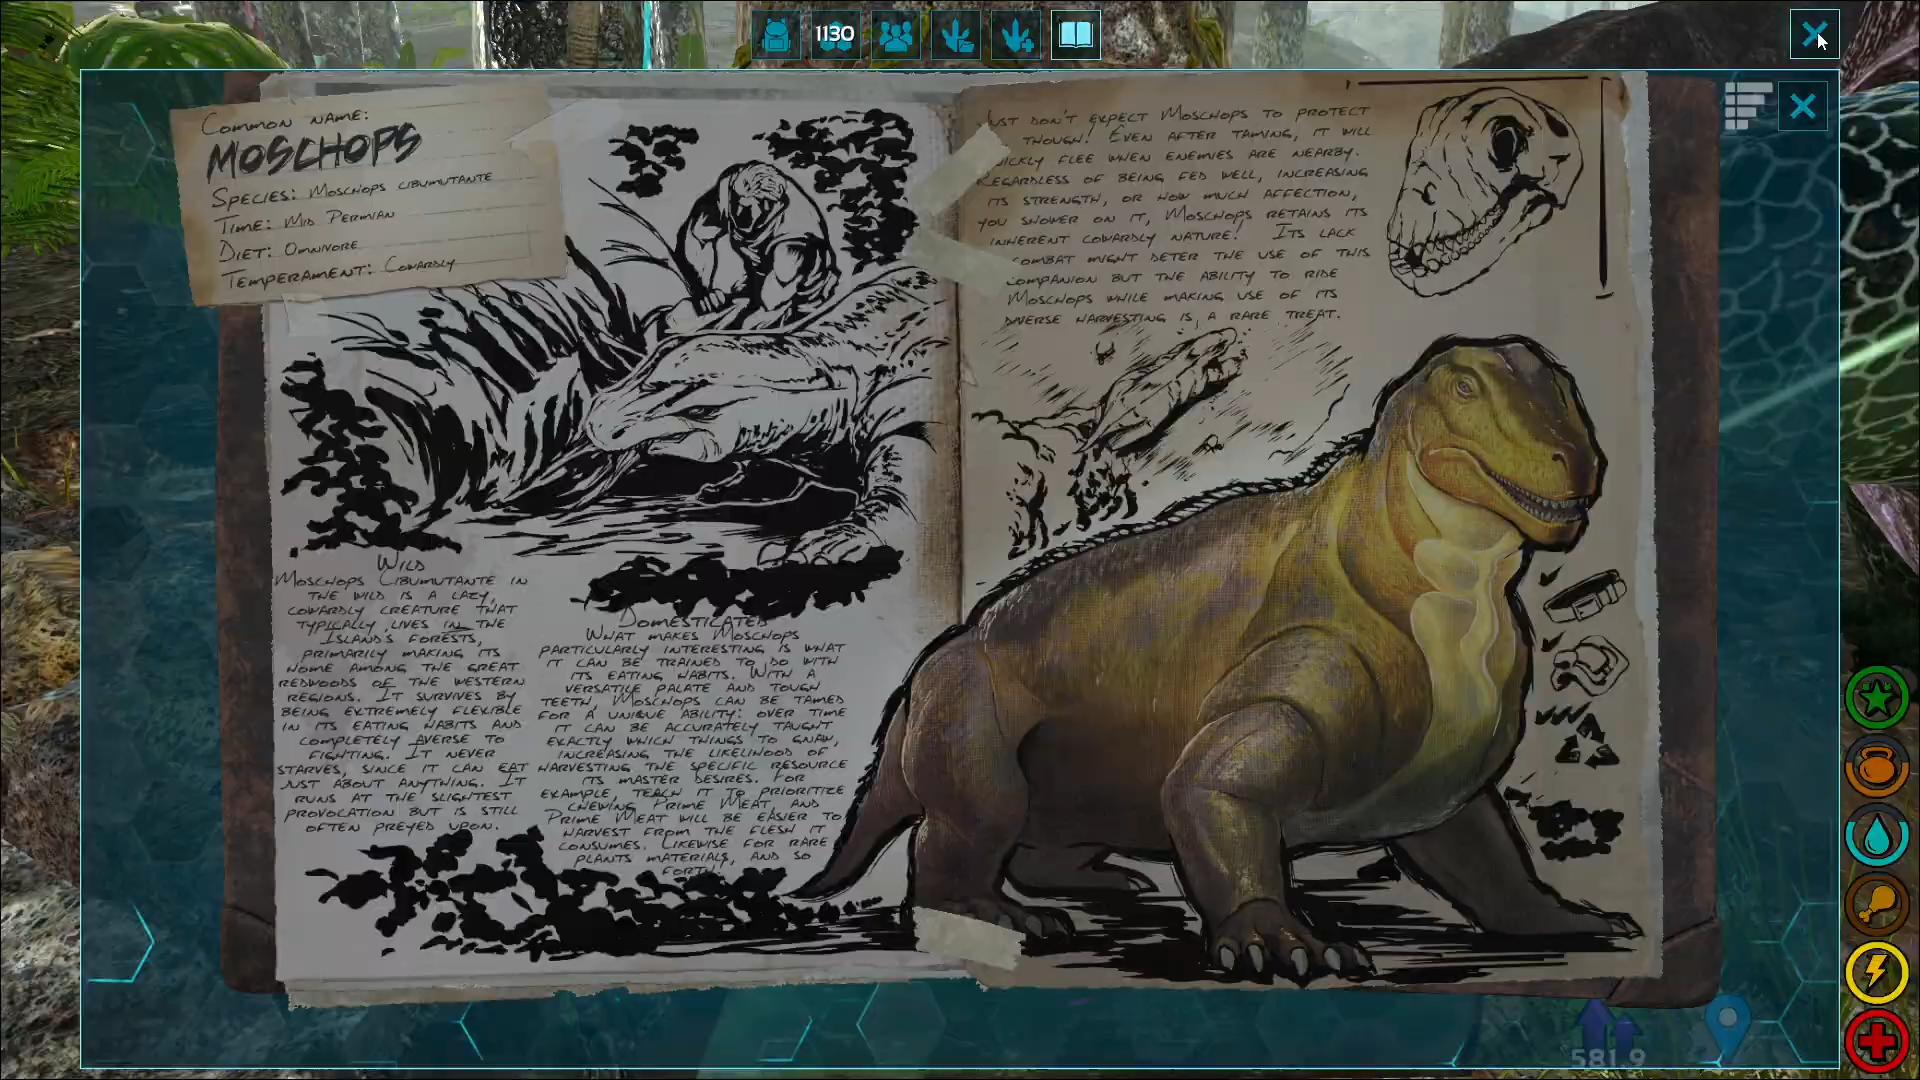 1130
Common name:
Moschops
Species: Moschops cibumutante
Time: Mid Permian
Diet: Omnivore
Temperament: Cowardly
Wild
Moschops Cibumutante in
the wild is a lazy,
cowardly creature that
typically lives in the
Island's forests,
primarily making its
home among the great
redwoods of the western
regions. It survives by
being extremely flexible
in its eating habits and
completely averse to
fighting. It never
starves, since it can eat
just about anything. It
runs at the slightest
provocation but is still
often preyed upon.
Domesticated
What makes Moschops
particularly interesting is what
it can be trained to do with
its eating habits. With a
versatile palate and tough
teeth, Moschops can be tamed
for a unique ability: over time
it can be accurately taught
exactly which things to gnaw,
increasing the likelihood of
harvesting the specific resource
its master desires. For
example, teach it to prioritize
chewing Prime Meat, and
Prime Meat will be easier to
harvest from the flesh it
consumes. Likewise for rare
plants materials, and so
forth!
Just don't expect Moschops to protect
though! Even after taming, it will
quickly flee when enemies are nearby.
Regardless of being fed well, increasing
its strength, or how much affection,
you shower on it, Moschops retains its
inherent cowardly nature! Its lack
combat might deter the use of this
companion but the ability to ride
Moschops while making use of its
diverse harvesting is a rare treat.
581.9